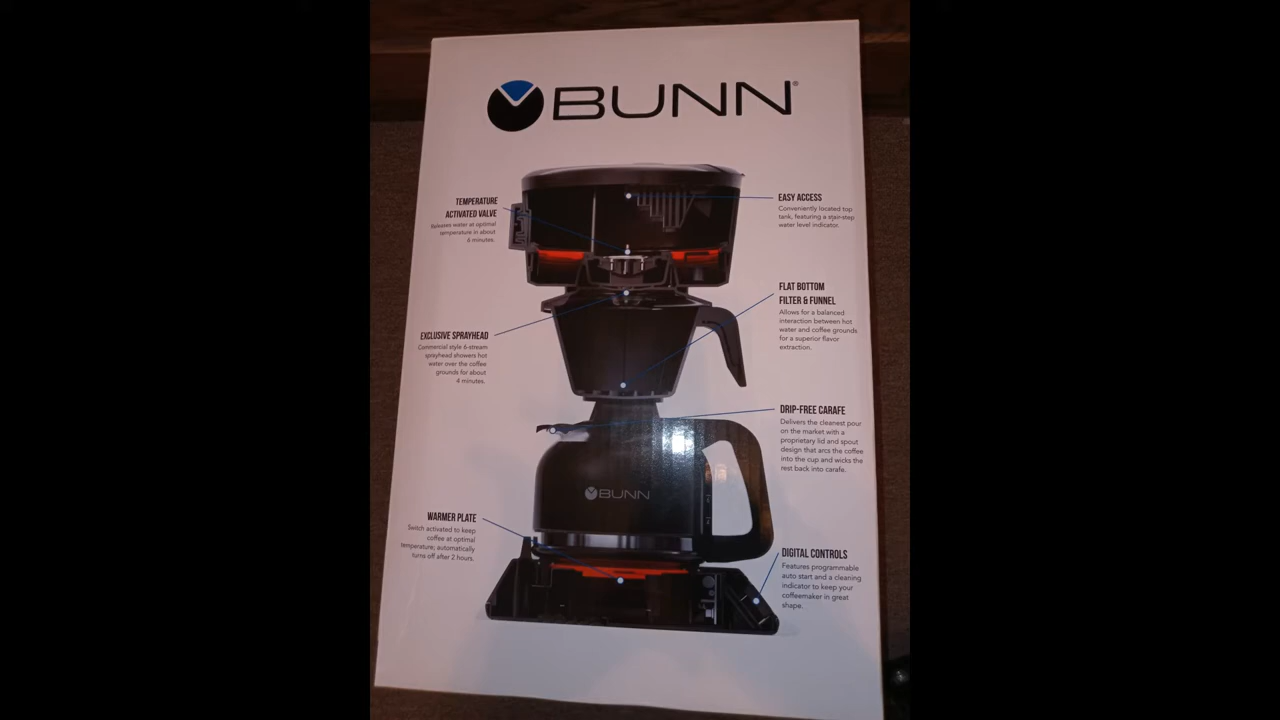 BUNN®
TEMPERATURE
ACTIVATED VALVE
Releases water at optimal
temperature in about
6 minutes.
EASY ACCESS
Conveniently located top
tank, featuring a stair-step
water level indicator.
FLAT BOTTOM
FILTER & FUNNEL
Allows for a balanced
interaction between hot
water and coffee grounds
for a superior flavor
extraction.
EXCLUSIVE SPRAYHEAD
Commercial style 6-stream
sprayhead showers hot
water over the coffee
grounds for about
4 minutes.
DRIP-FREE CARAFE
Delivers the cleanest pour
on the market with a
proprietary lid and spout
design that arcs the coffee
into the cup and wicks the
rest back into carafe.
BUNN
WARMER PLATE
Switch activated to keep
coffee at optimal
temperature; automatically
turns off after 2 hours.
DIGITAL CONTROLS
Features programmable
auto start and a cleaning
indicator to keep your
coffeemaker in great
shape.